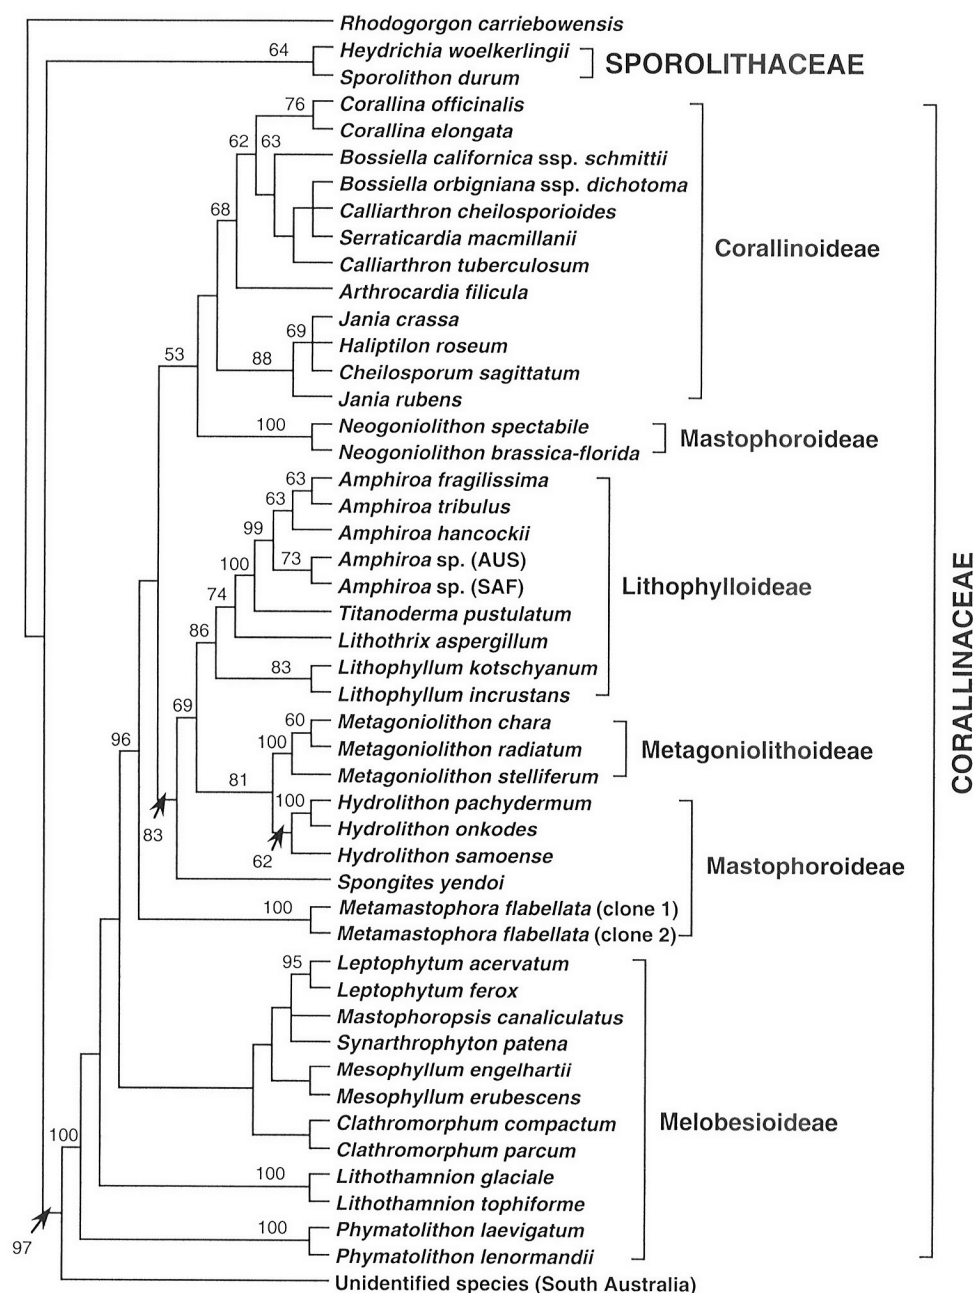 Rhodogorgon carriebowensis
64
Heydrichia woelkerlingii
Sporolithon durum
SPOROLITHACEAE
76
Corallina officinalis
Corallina elongata
62
63
Bossiella californica ssp. schmittii
Bossiella orbigniana ssp. dichotoma
68
Calliarthron cheilosporioides
Serraticardia macmillanii
Calliarthron tuberculosum
Arthrocardia filicula
Corallinoideae
69
Jania crassa
Haliptilon roseum
53
88
Cheilosporum sagittatum
Jania rubens
100
Neogoniolithon spectabile
Neogoniolithon brassica-florida
Mastophoroideae
63
Amphiroa fragilissima
63
Amphiroa tribulus
99
Amphiroa hancockii
73
Amphiroa sp. (AUS)
100
Amphiroa sp. (SAF)
Lithophylloideae
74
Titanoderma pustulatum
86
Lithothrix aspergillum
83
Lithophyllum kotschyanum
Lithophyllum incrustans
69
60
Metagoniolithon chara
96
100
Metagoniolithon radiatum
Metagoniolithoideae
81
Metagoniolithon stelliferum
100
Hydrolithon pachydermum
83
Hydrolithon onkodes
62
Hydrolithon samoense
Mastophoroideae
Spongites yendoi
100
Metamastophora flabellata (clone 1)
Metamastophora flabellata (clone 2)
95
Leptophytum acervatum
Leptophytum ferox
Mastophoropsis canaliculatus
Synarthrophyton patena
Mesophyllum engelhartii
Mesophyllum erubescens
Clathromorphum compactum
Melobesioideae
100
Clathromorphum parcum
100
Lithothamnion glaciale
Lithothamnion tophiforme
97
100
Phymatolithon laevigatum
Phymatolithon lenormandii
Unidentified species (South Australia)
CORALLINACEAE